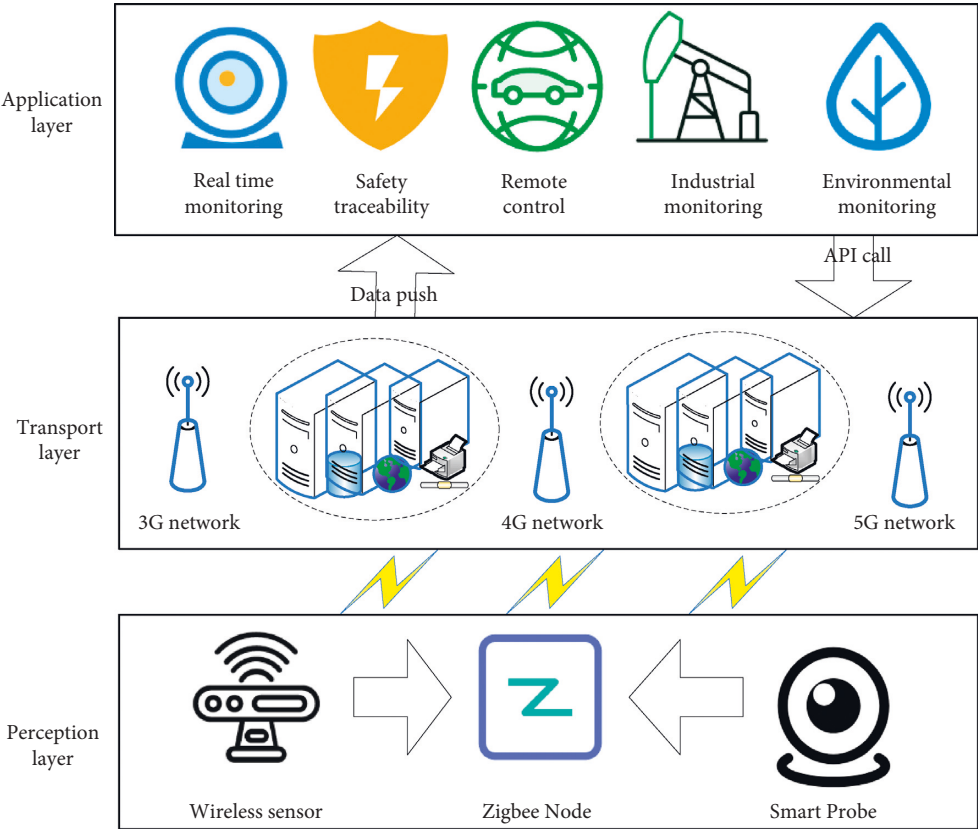 Application
layer
Real time
monitoring
Safety
traceability
Remote
control
Industrial
monitoring
Environmental
monitoring
API call
Data push
Transport
layer
3G network
4G network
5G network
Perception
layer
Wireless sensor
Zigbee Node
Smart Probe